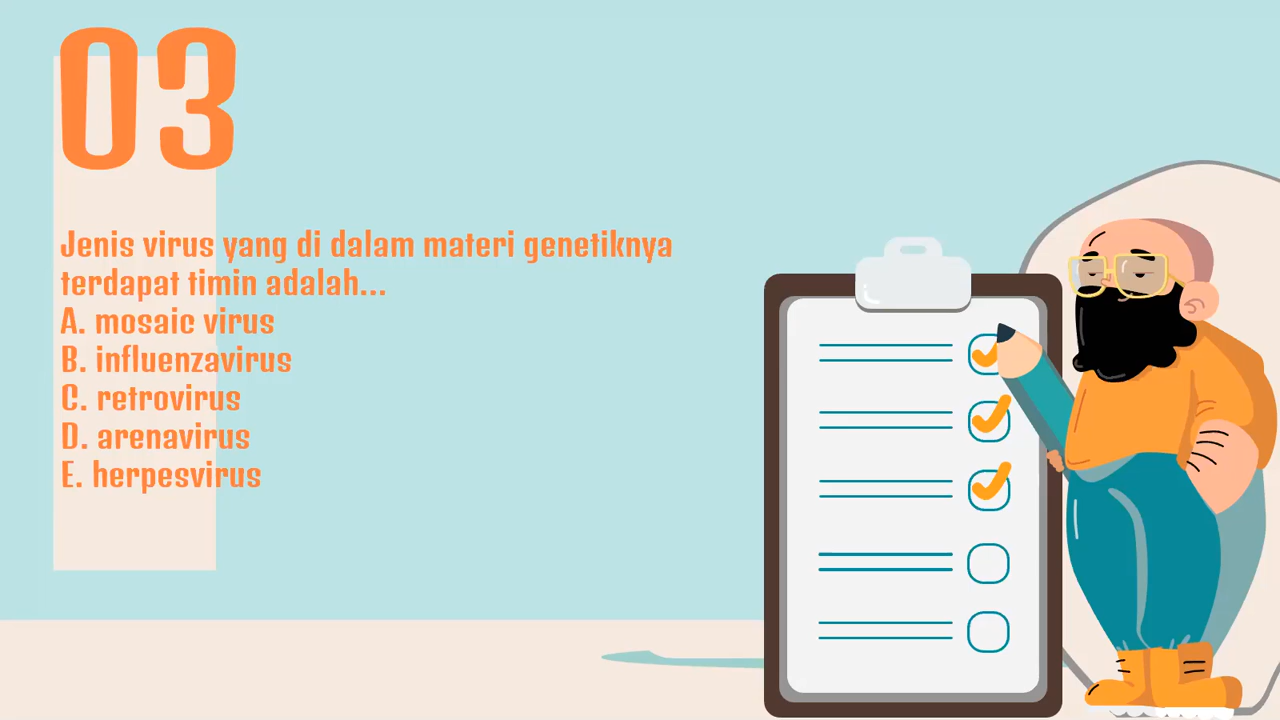 03
Jenis virus yang di dalam materi genetiknya
terdapat timin adalah...
A. mosaic virus
B. influenzavirus
C. retrovirus
D. arenavirus
E. herpesvirus